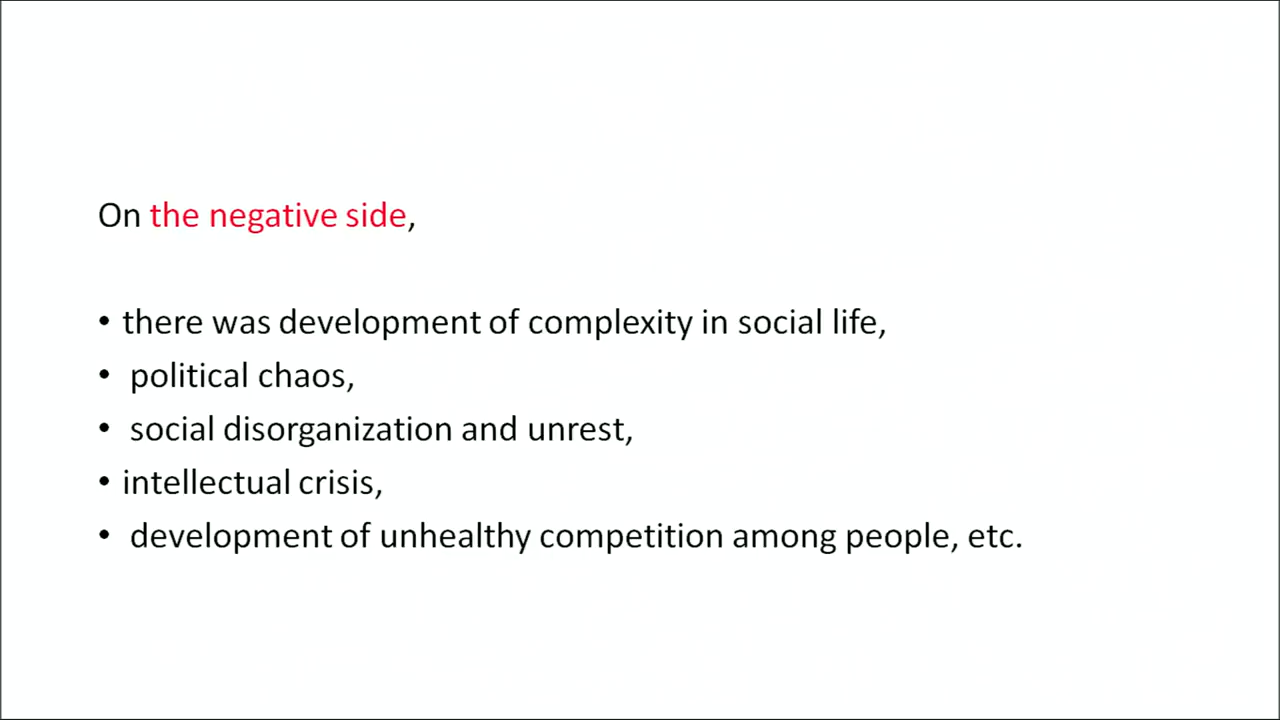 On the negative side,
• there was development of complexity in social life,
• political chaos,
• social disorganization and unrest,
• intellectual crisis,
• development of unhealthy competition among people, etc.